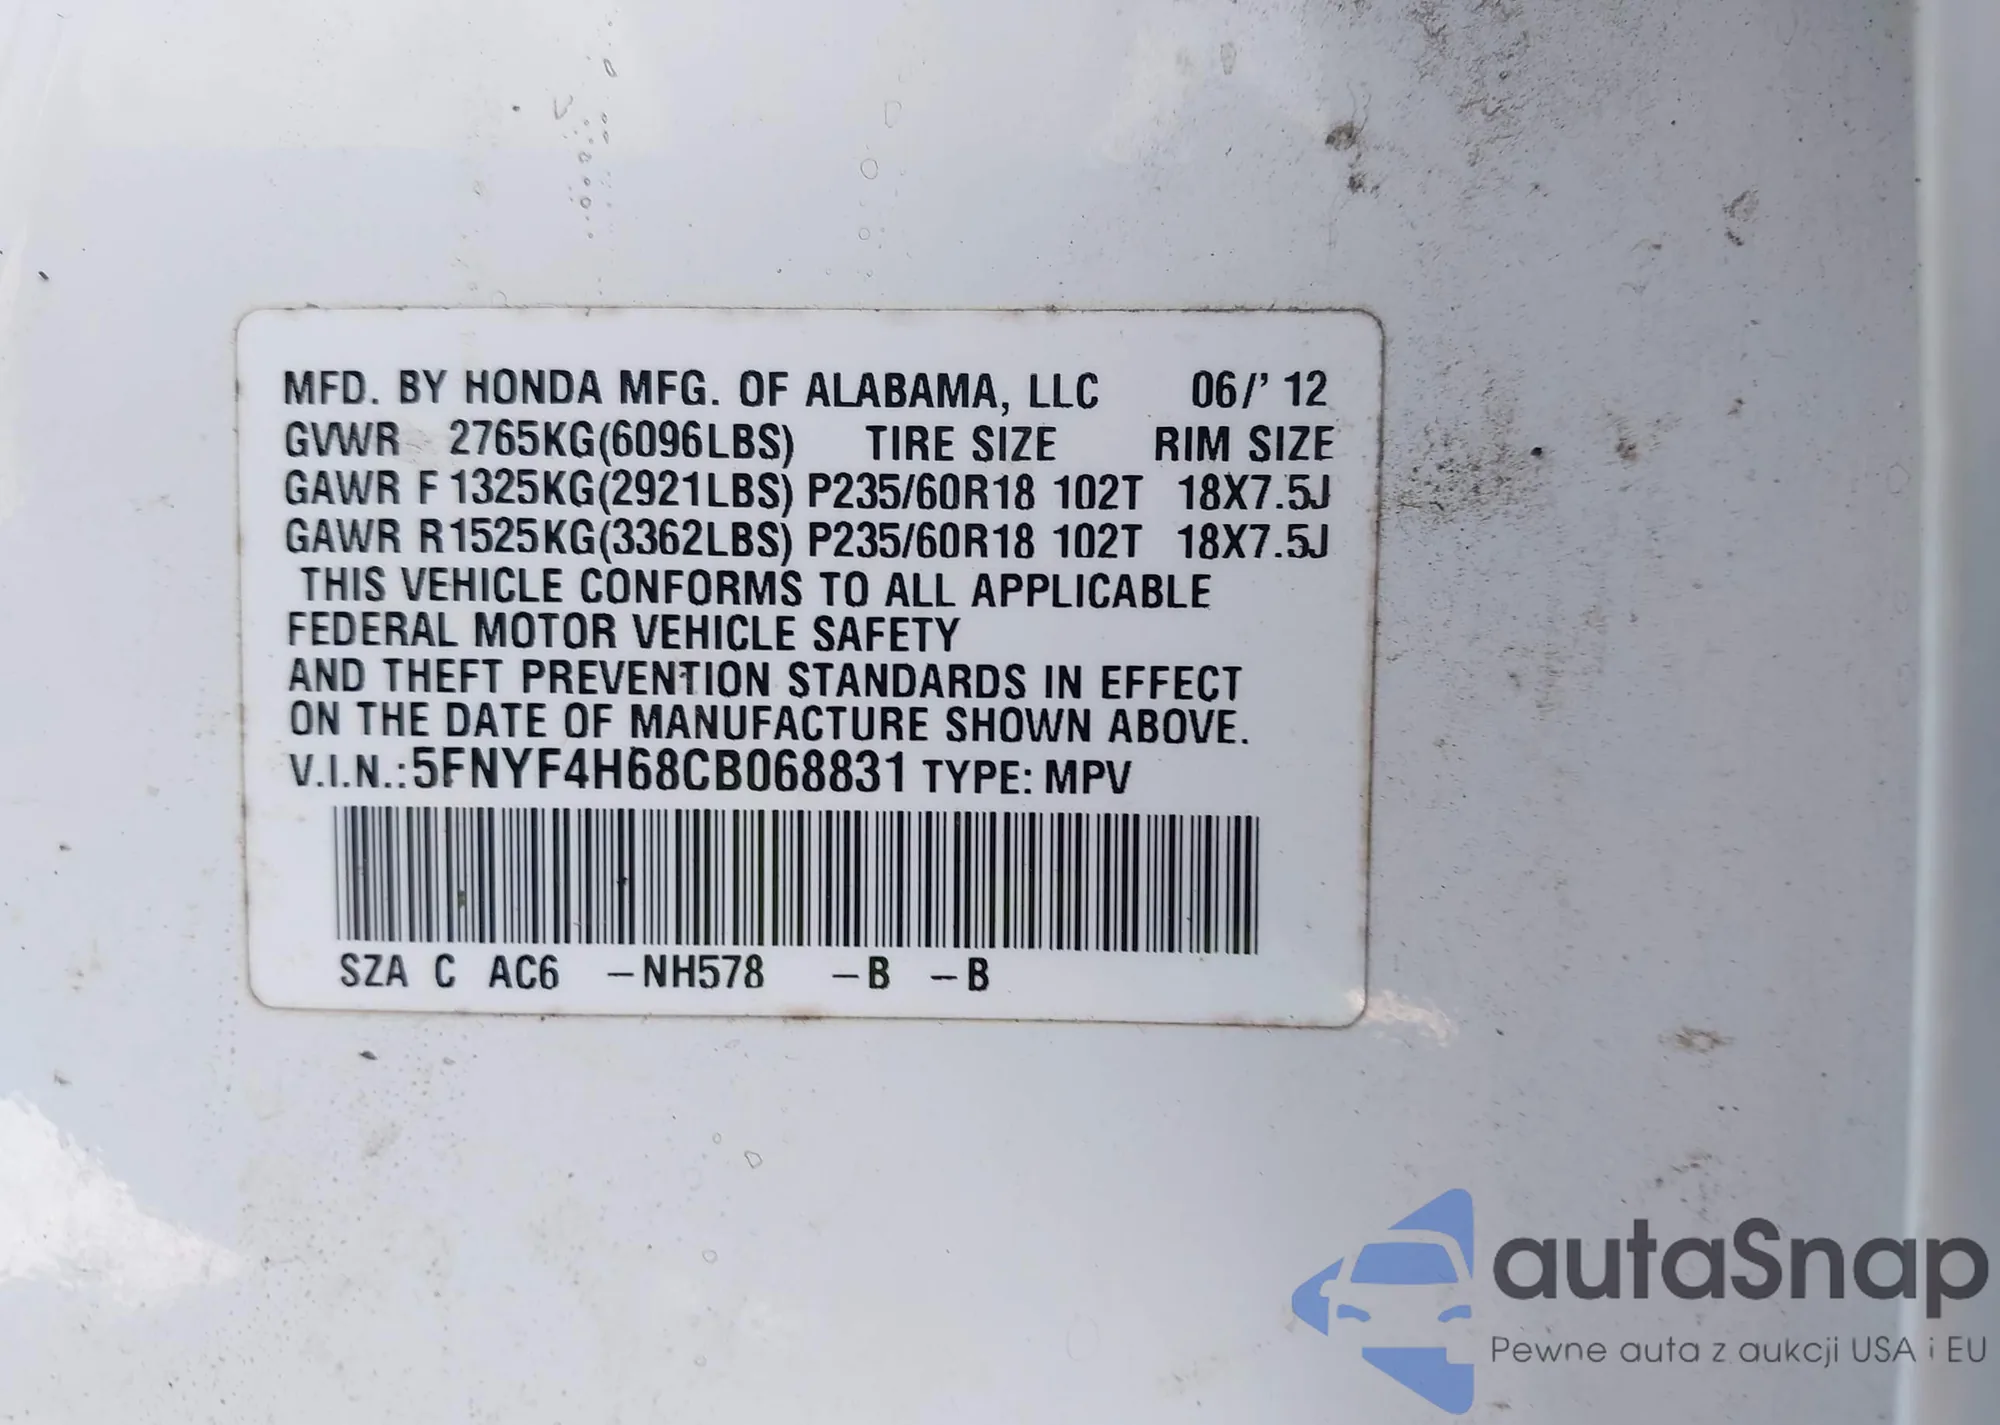 MFD. BY HONDA MFG. OF ALABAMA, LLC 06/' 12
GVWR 2765KG(6096LBS) TIRE SIZE RIM SIZE
GAWR F 1325KG(2921LBS) P235/60R18 102T 18X7.5J
GAWR R 1525KG(3362LBS) P235/60R18 102T 18X7.5J
THIS VEHICLE CONFORMS TO ALL APPLICABLE
FEDERAL MOTOR VEHICLE SAFETY
AND THEFT PREVENTION STANDARDS IN EFFECT
ON THE DATE OF MANUFACTURE SHOWN ABOVE.
V.I.N.: 5FNYF4H68CB068831 TYPE: MPV
SZA C AC6 –NH578 –B –B
autaSnap
Pewne auta z aukcji USA i EU